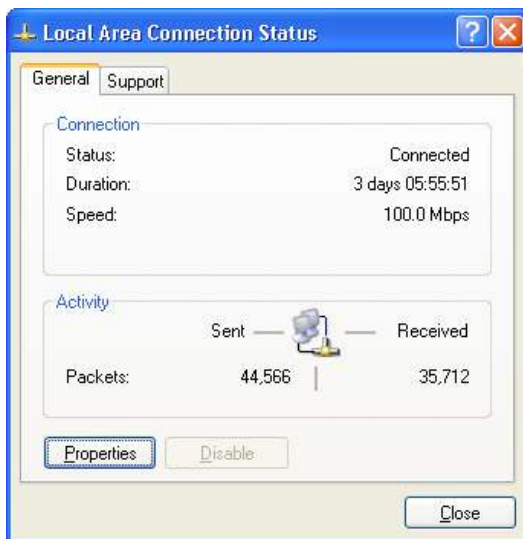 Local Area Connection Status
General Support
Connection
Status: Connected
Duration: 3 days 05:55:51
Speed: 100.0 Mbps
Activity
Sent Received
Packets: 44,566 35,712
Properties Disable
Close